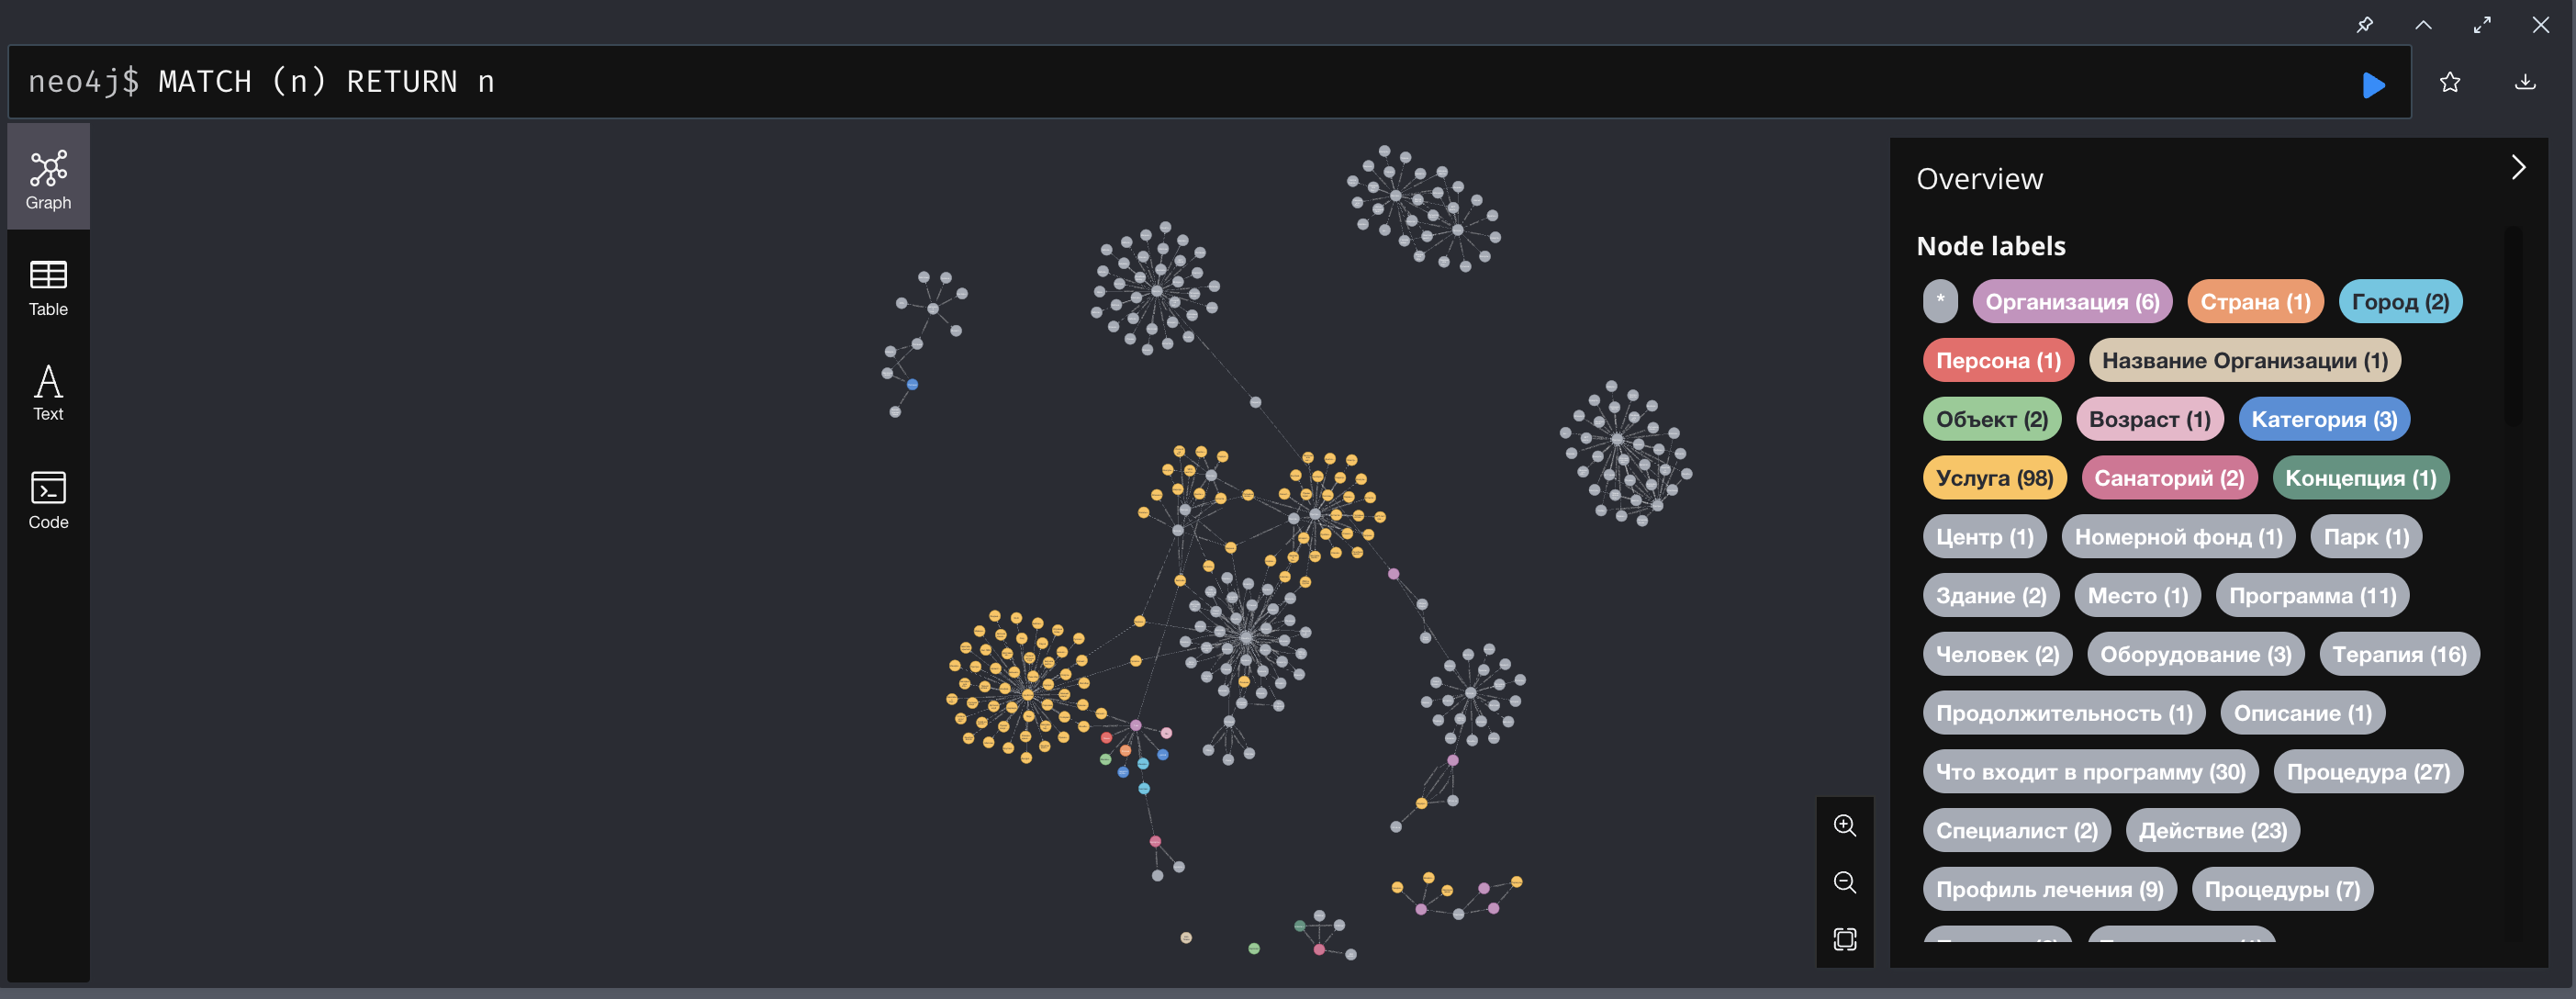 neo4j$ MATCH (n) RETURN n
Graph
Table
Text
Code
Overview
Node labels
* Организация (6) Страна (1) Город (2)
Персона (1) Название Организации (1)
Объект (2) Возраст (1) Категория (3)
Услуга (98) Санаторий (2) Концепция (1)
Центр (1) Номерной фонд (1) Парк (1)
Здание (2) Место (1) Программа (11)
Человек (2) Оборудование (3) Терапия (16)
Продолжительность (1) Описание (1)
Что входит в программу (30) Процедура (27)
Специалист (2) Действие (23)
Профиль лечения (9) Процедуры (7)